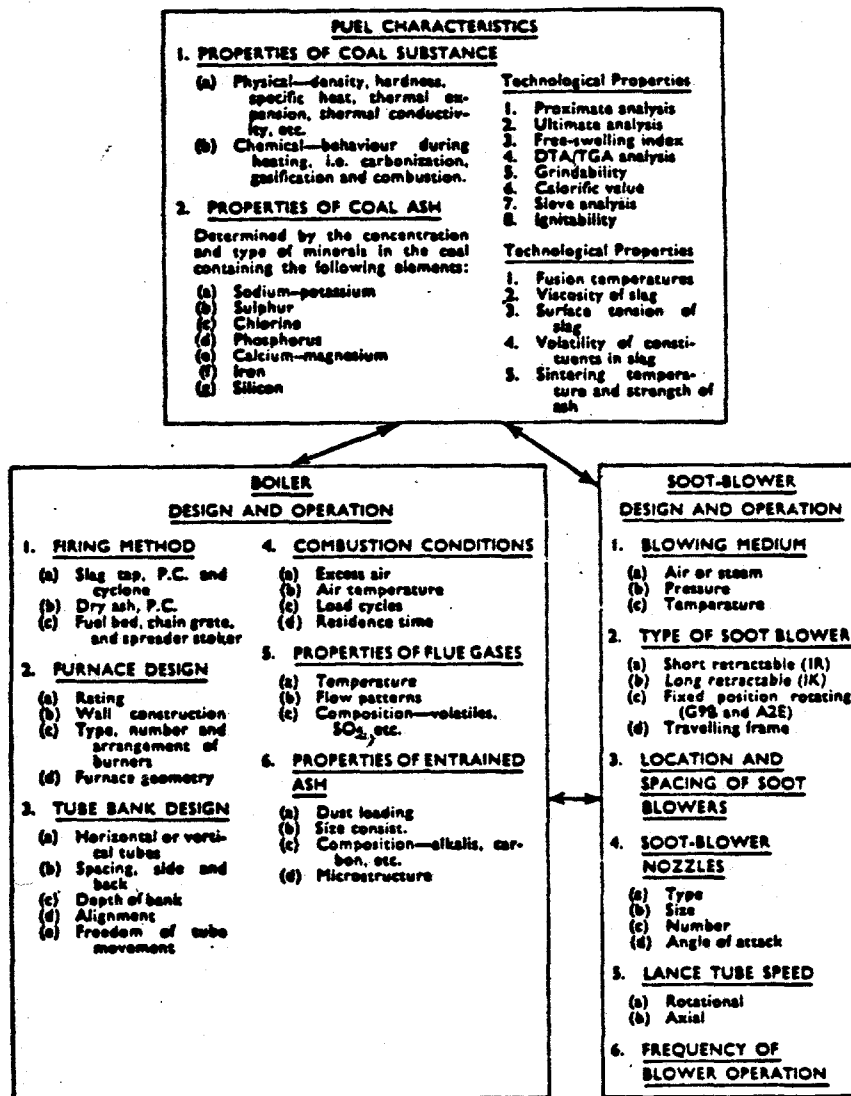 FUEL CHARACTERISTICS
1. PROPERTIES OF COAL SUBSTANCE
(a) Physical—density, hardness,
specific heat, thermal ex-
pansion, thermal conductiv-
ity, etc.
(b) Chemical—behaviour during
heating, i.e. carbonization,
gasification and combustion.
2. PROPERTIES OF COAL ASH
Determined by the concentration
and type of minerals in the coal
containing the following elements:
(a) Sodium–potassium
(b) Sulphur
(c) Chlorine
(d) Phosphorus
(e) Calcium–magnesium
(f) Iron
(g) Silicon
Technological Properties
1. Proximate analysis
2. Ultimate analysis
3. Free-swelling index
4. DTA/TGA analysis
5. Grindability
6. Calorific value
7. Sieve analysis
8. Ignitability
Technological Properties
1. Fusion temperatures
2. Viscosity of slag
3. Surface tension of
slag
4. Volatility of consti-
tuents in slag
5. Sintering tempera-
ture and strength of
ash
BOILER
DESIGN AND OPERATION
1. FIRING METHOD
(a) Slag tap, P.C. and
cyclone
(b) Dry ash, P.C.
(c) Fuel bed, chain grate,
and spreader stoker
2. FURNACE DESIGN
(a) Rating
(b) Wall construction
(c) Type, number and
arrangement of
burners
(d) Furnace geometry
3. TUBE BANK DESIGN
(a) Horizontal or verti-
cal tubes
(b) Spacing, side and
back
(c) Depth of bank
(d) Alignment
(e) Freedom of tube
movement
4. COMBUSTION CONDITIONS
(a) Excess air
(b) Air temperature
(c) Load cycles
(d) Residence time
5. PROPERTIES OF FLUE GASES
(a) Temperature
(b) Flow patterns
(c) Composition—volatiles,
SO₂, etc.
6. PROPERTIES OF ENTRAINED
ASH
(a) Dust loading
(b) Size consist.
(c) Composition—alkalis, car-
bon, etc.
(d) Microstructure
SOOT-BLOWER
DESIGN AND OPERATION
1. BLOWING MEDIUM
(a) Air or steam
(b) Pressure
(c) Temperature
2. TYPE OF SOOT BLOWER
(a) Short retractable (IR)
(b) Long retractable (IK)
(c) Fixed position rotating
(G9B and A2E)
(d) Travelling frame
3. LOCATION AND
SPACING OF SOOT
BLOWERS
4. SOOT-BLOWER
NOZZLES
(a) Type
(b) Size
(c) Number
(d) Angle of attack
5. LANCE TUBE SPEED
(a) Rotational
(b) Axial
6. FREQUENCY OF
BLOWER OPERATION